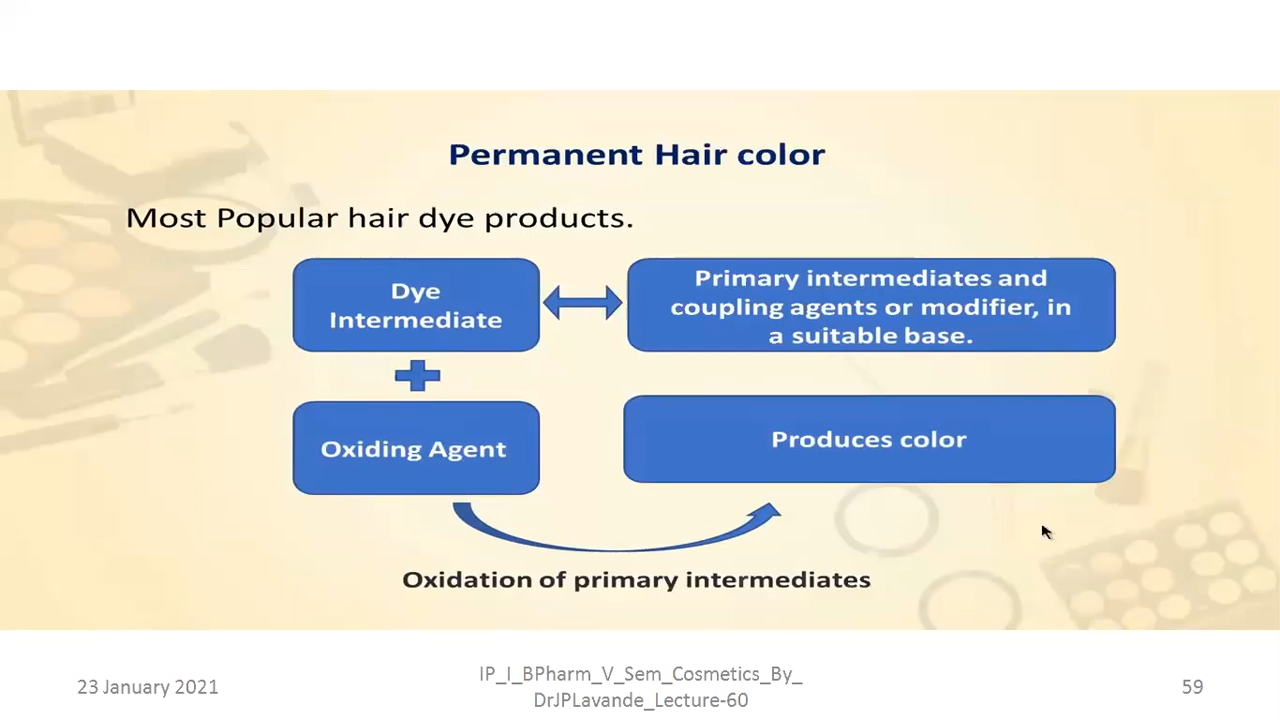 Permanent Hair color
Most Popular hair dye products.
Dye
Intermediate
Primary intermediates and
coupling agents or modifier, in
a suitable base.
Oxiding Agent
Produces color
Oxidation of primary intermediates
23 January 2021
IP_I_BPharm_V_Sem_Cosmetics_By_
DrJPLavande_Lecture-60
59